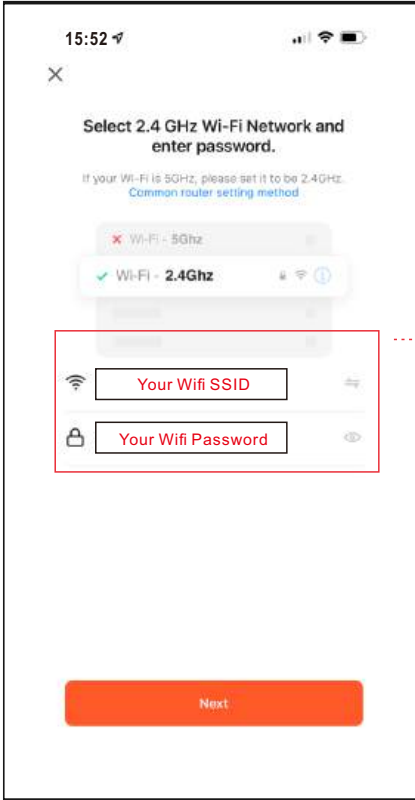 15:52
Select 2.4 GHz Wi-Fi Network and
enter password.
If your Wi-Fi is 5GHz, please set it to be 2.4GHz.
Common router setting method
Wi-Fi - 5Ghz
Wi-Fi - 2.4Ghz
Your Wifi SSID
Your Wifi Password
Next